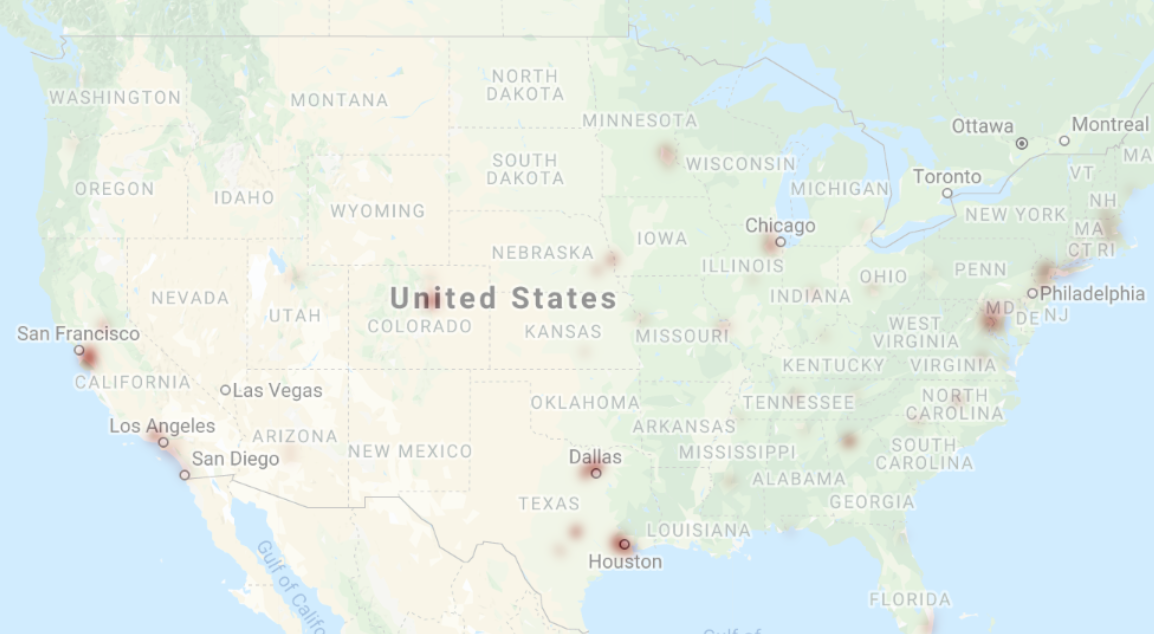 NORTH
DAKOTA
WASHINGTON
MONTANA
MINNESOTA
Ottawa
Montreal
MA
SOUTH
DAKOTA
WISCONSIN
VT
OREGON
IDAHO
MICHIGAN
Toronto
NH
WYOMING
NEW YORK
Chicago
MA
IOWA
CT RI
NEBRASKA
ILLINOIS
OHIO
PENN
United States
NEVADA
INDIANA
Philadelphia
UTAH
COLORADO
KANSAS
MISSOURI
MD
DE
NJ
WEST
VIRGINIA
San Francisco
KENTUCKY
VIRGINIA
CALIFORNIA
Las Vegas
OKLAHOMA
TENNESSEE
NORTH
CAROLINA
Los Angeles
ARIZONA
NEW MEXICO
ARKANSAS
San Diego
Dallas
MISSISSIPPI
SOUTH
CAROLINA
ALABAMA
TEXAS
GEORGIA
LOUISIANA
Houston
Gulf of Califo
FLORIDA
Gulf of